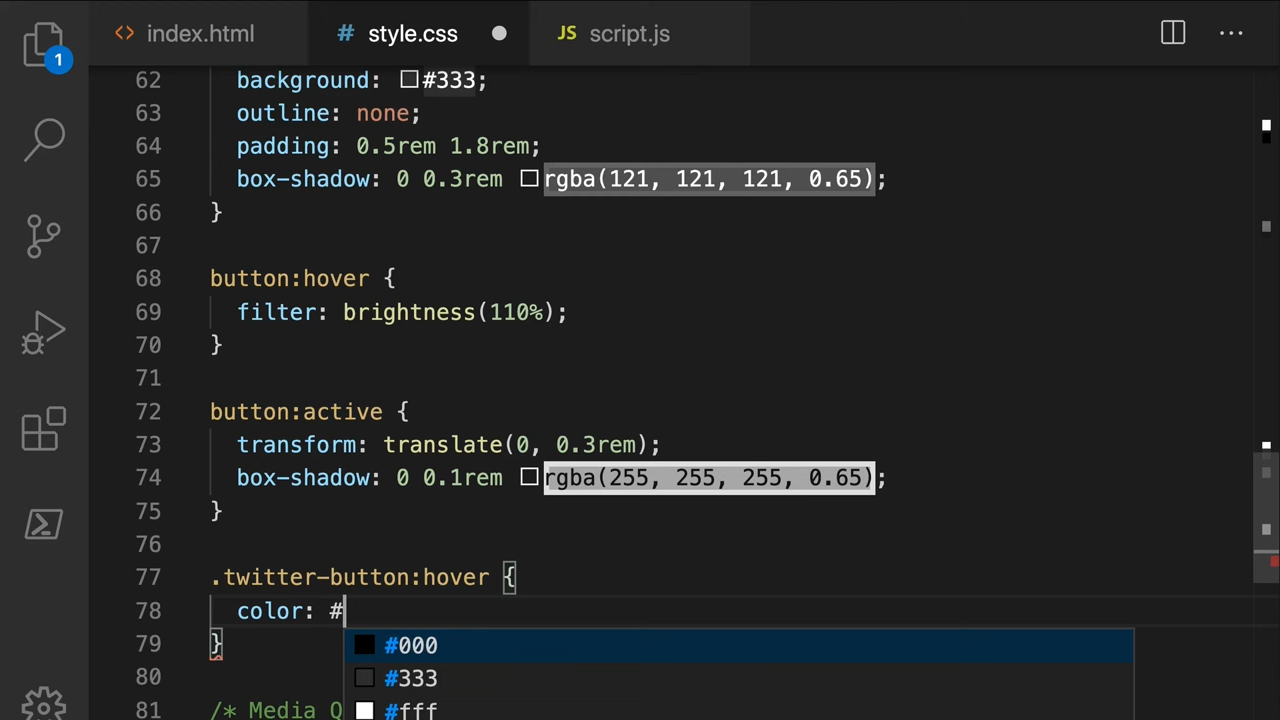 index.html
style.css
JS script.js
1
62 background: #333;
63 outline: none;
64 padding: 0.5rem 1.8rem;
65 box-shadow: 0 0.3rem rgba(121, 121, 121, 0.65);
66 }
67
68 button:hover {
69 filter: brightness(110%);
70 }
71
72 button:active {
73 transform: translate(0, 0.3rem);
74 box-shadow: 0 0.1rem rgba(255, 255, 255, 0.65);
75 }
76
77 .twitter-button:hover {
78 color: #
79 }
#000
80
#333
81 /* Media Q
#fff